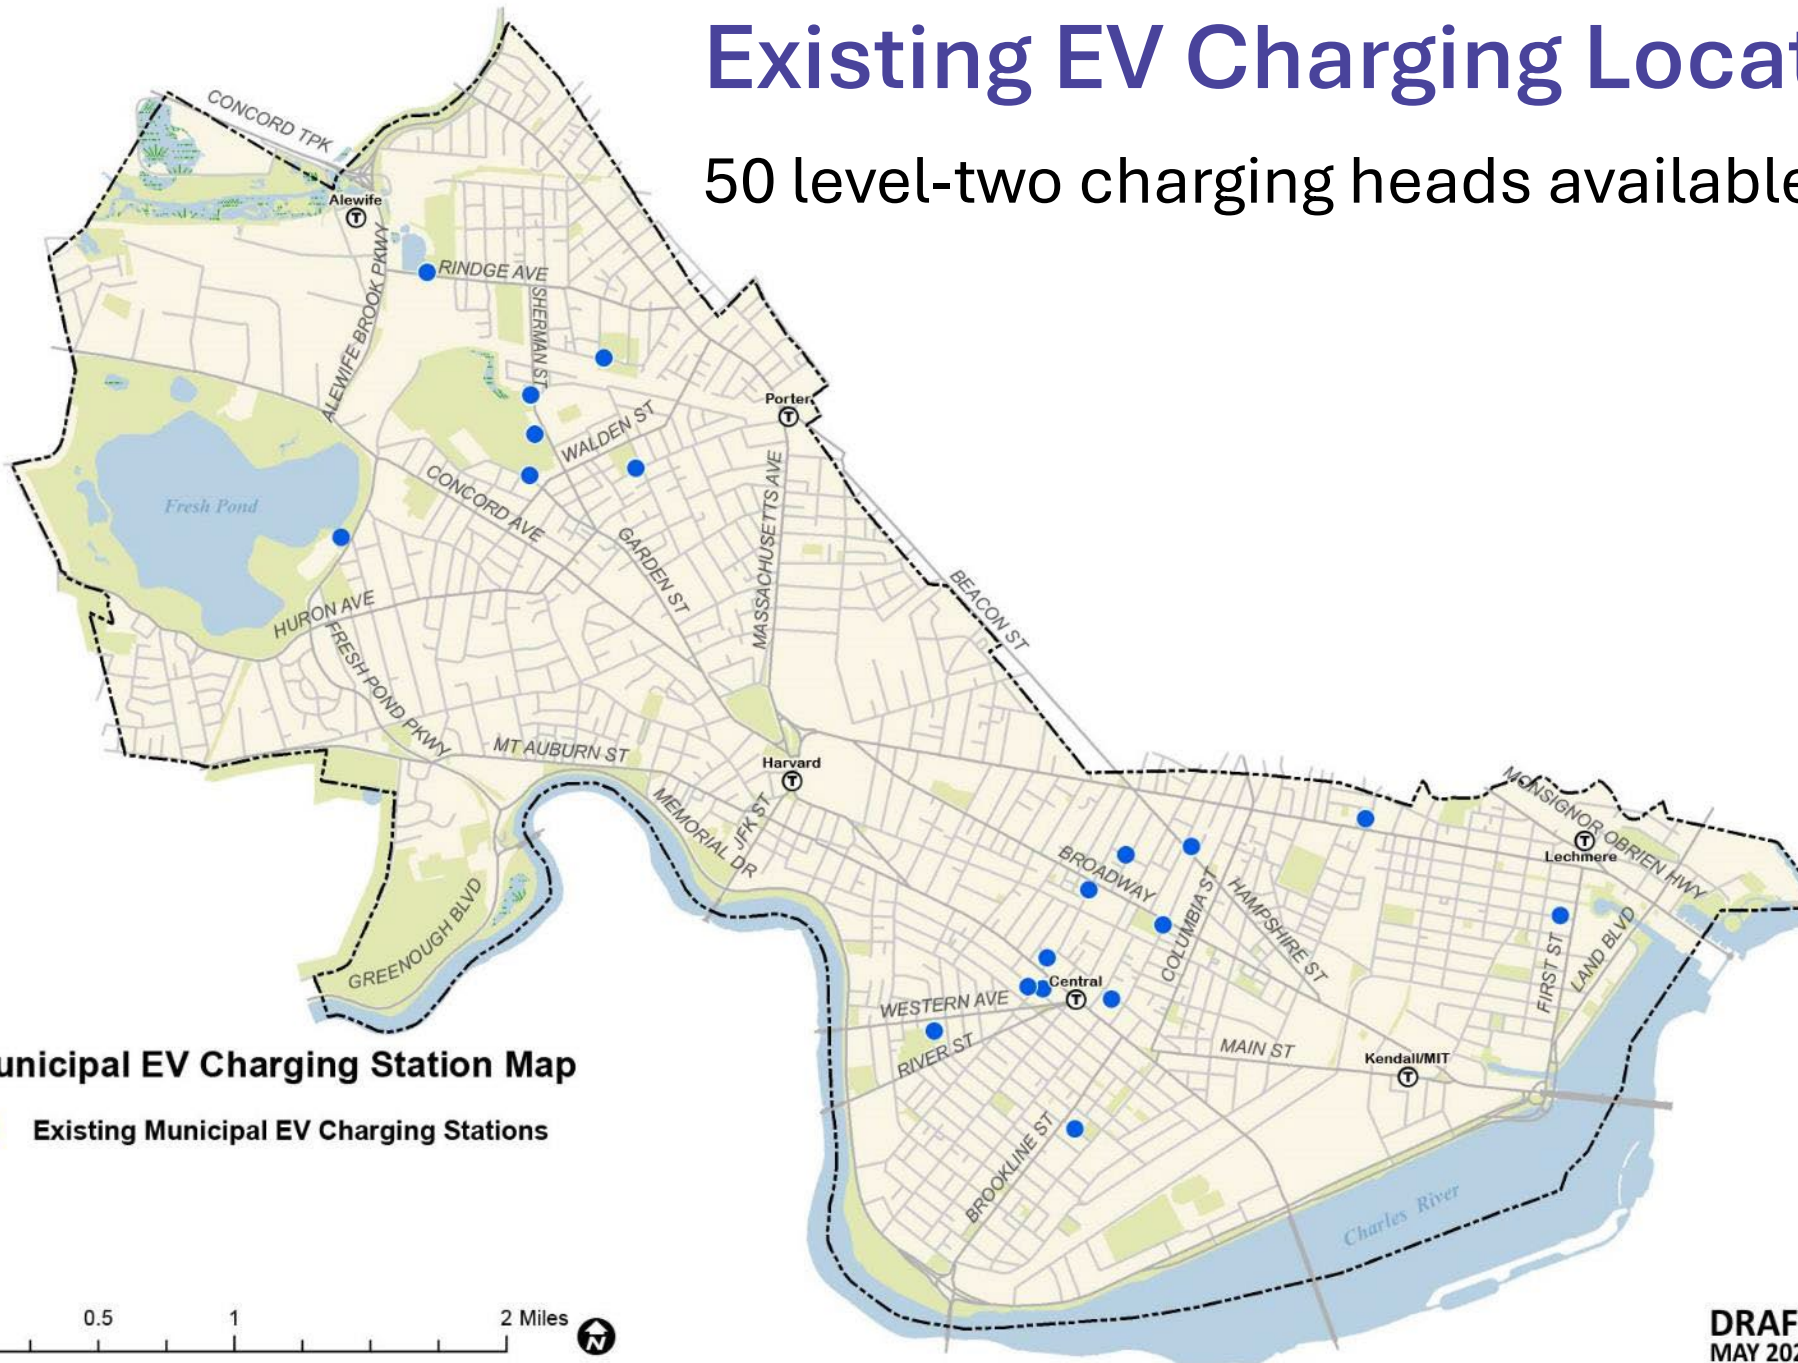 Existing EV Charging Locat
50 level-two charging heads available
CONCORD TPK
Alewife
T
RINDGE AVE
ALEWIFE BROOK PKWY
SHERMAN ST
Porter
T
WALDEN ST
CONCORD AVE
Fresh Pond
GARDEN ST
MASSACHUSETTS AVE
BEACON ST
HURON AVE
FRESH POND PKWY
MT AUBURN ST
Harvard
T
MEMORIAL DR
JFK ST
MONSIGNOR OBRIEN HWY
T
Lechmere
BROADWAY
COLUMBIA ST
HAMPSHIRE ST
GREENOUGH BLVD
FIRST ST
LAND BLVD
Central
T
WESTERN AVE
RIVER ST
MAIN ST
Kendall/MIT
T
BROOKLINE ST
Charles River
unicipal EV Charging Station Map
Existing Municipal EV Charging Stations
0.5 1 2 Miles
N
DRAF
MAY 202